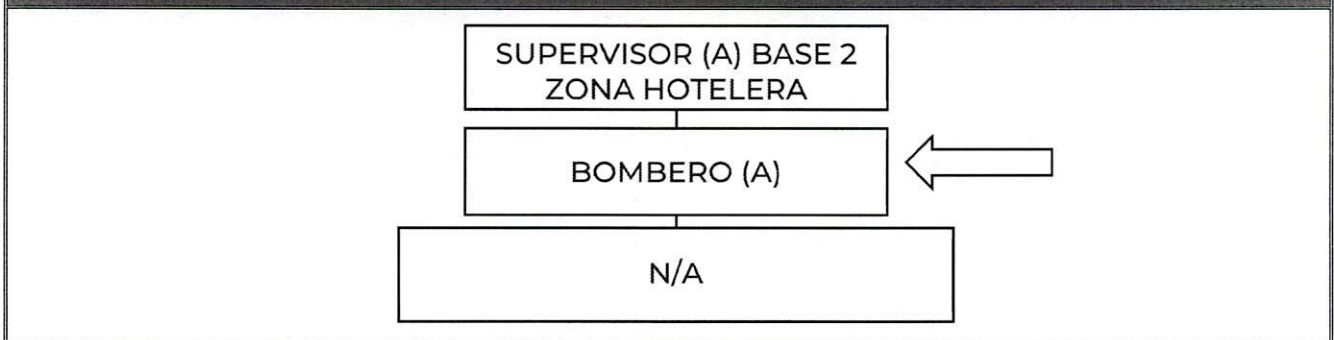 SUPERVISOR (A) BASE 2
ZONA HOTELERA
BOMBERO (A)
N/A